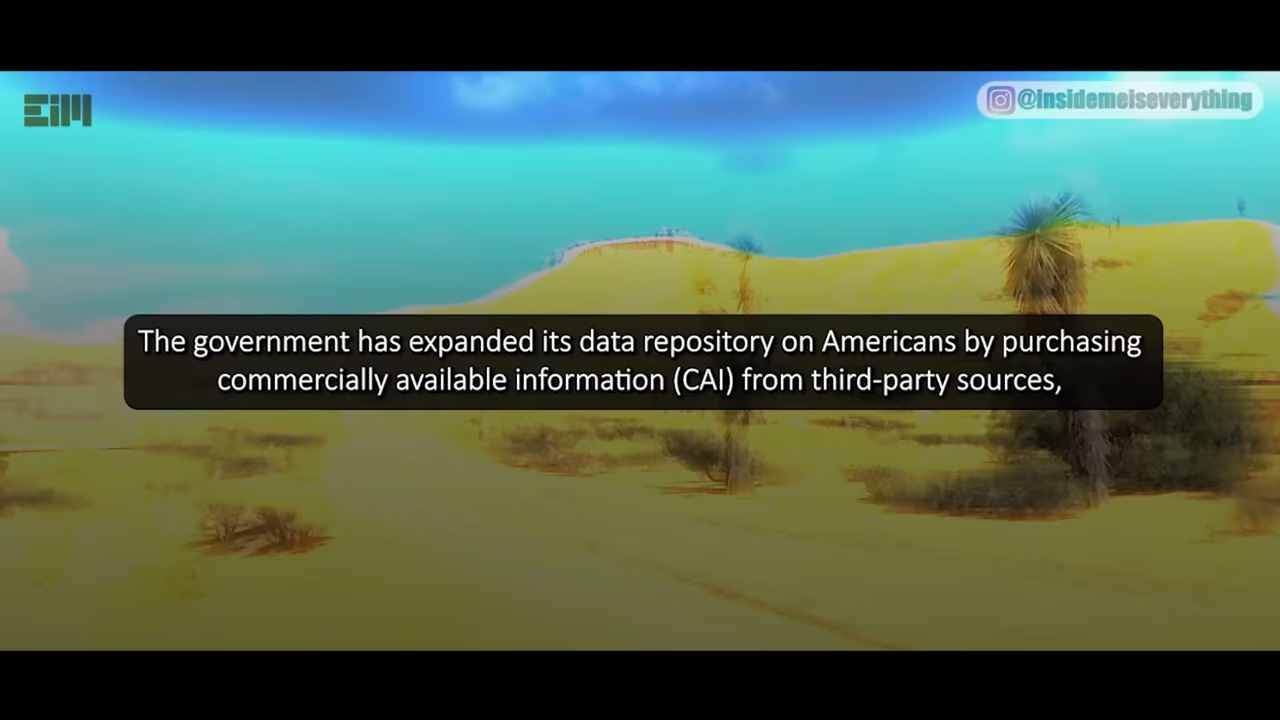 EiM
@insidemeiseverything
The government has expanded its data repository on Americans by purchasing
commercially available information (CAI) from third-party sources,